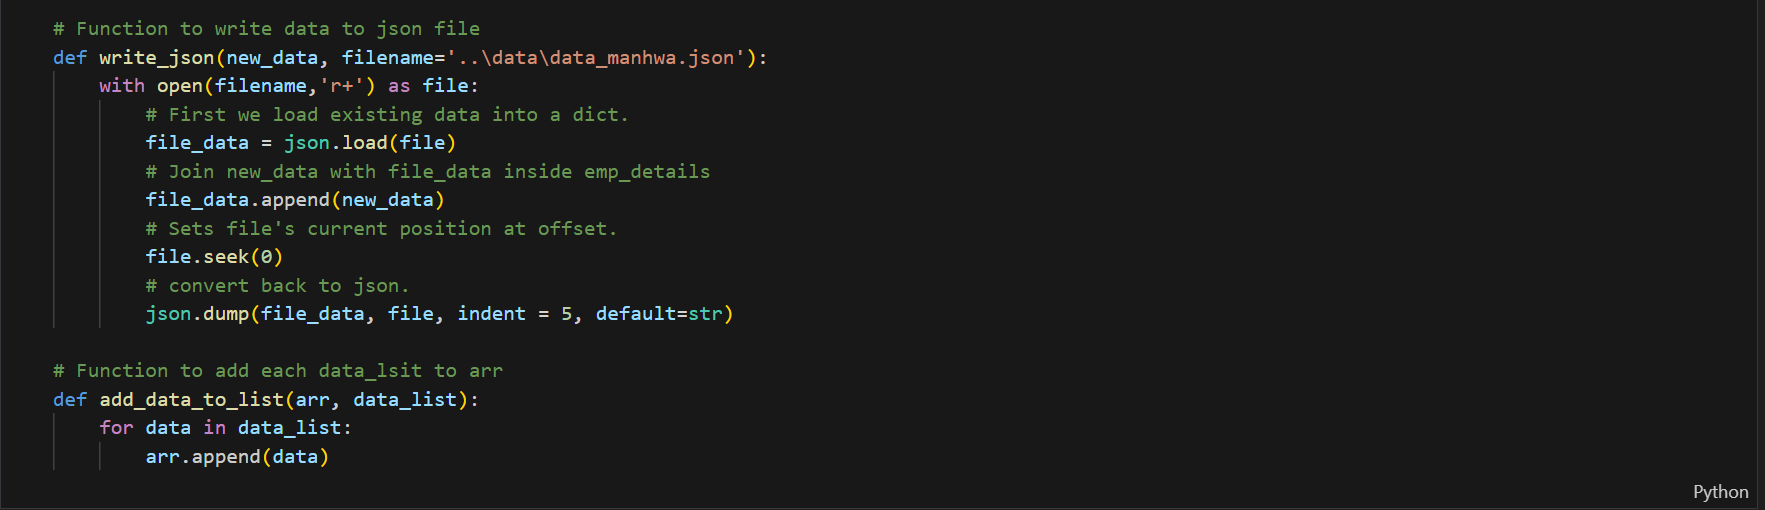 # Function to write data to json file
def write_json(new_data, filename='..\data\data_manhwa.json'):
    with open(filename,'r+') as file:
        # First we load existing data into a dict.
        file_data = json.load(file)
        # Join new_data with file_data inside emp_details
        file_data.append(new_data)
        # Sets file's current position at offset.
        file.seek(0)
        # convert back to json.
        json.dump(file_data, file, indent = 5, default=str)

# Function to add each data_lsit to arr
def add_data_to_list(arr, data_list):
    for data in data_list:
        arr.append(data)
Python